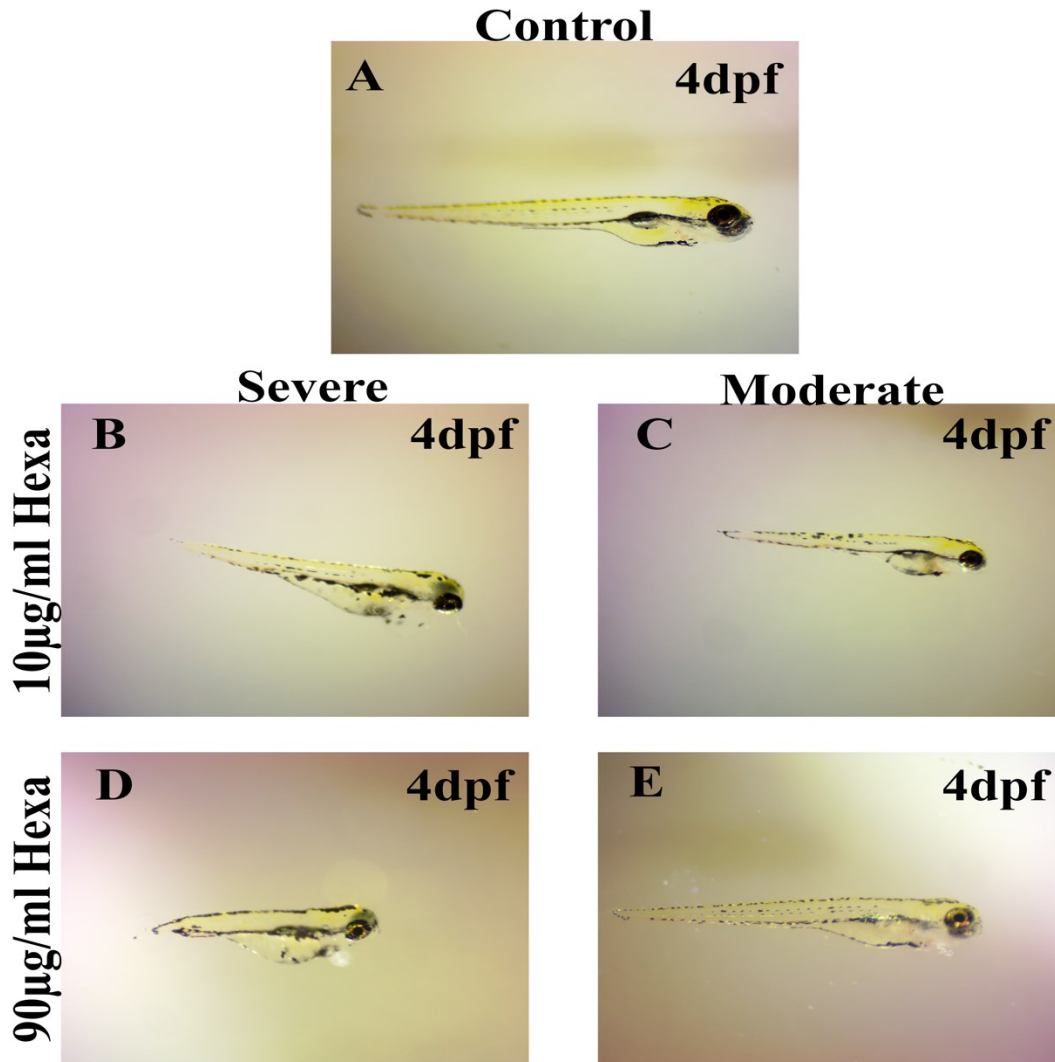 Control
A 4dpf
Severe Moderate
B 4dpf C 4dpf
10µg/ml Hexa
D 4dpf E 4dpf
90µg/ml Hexa